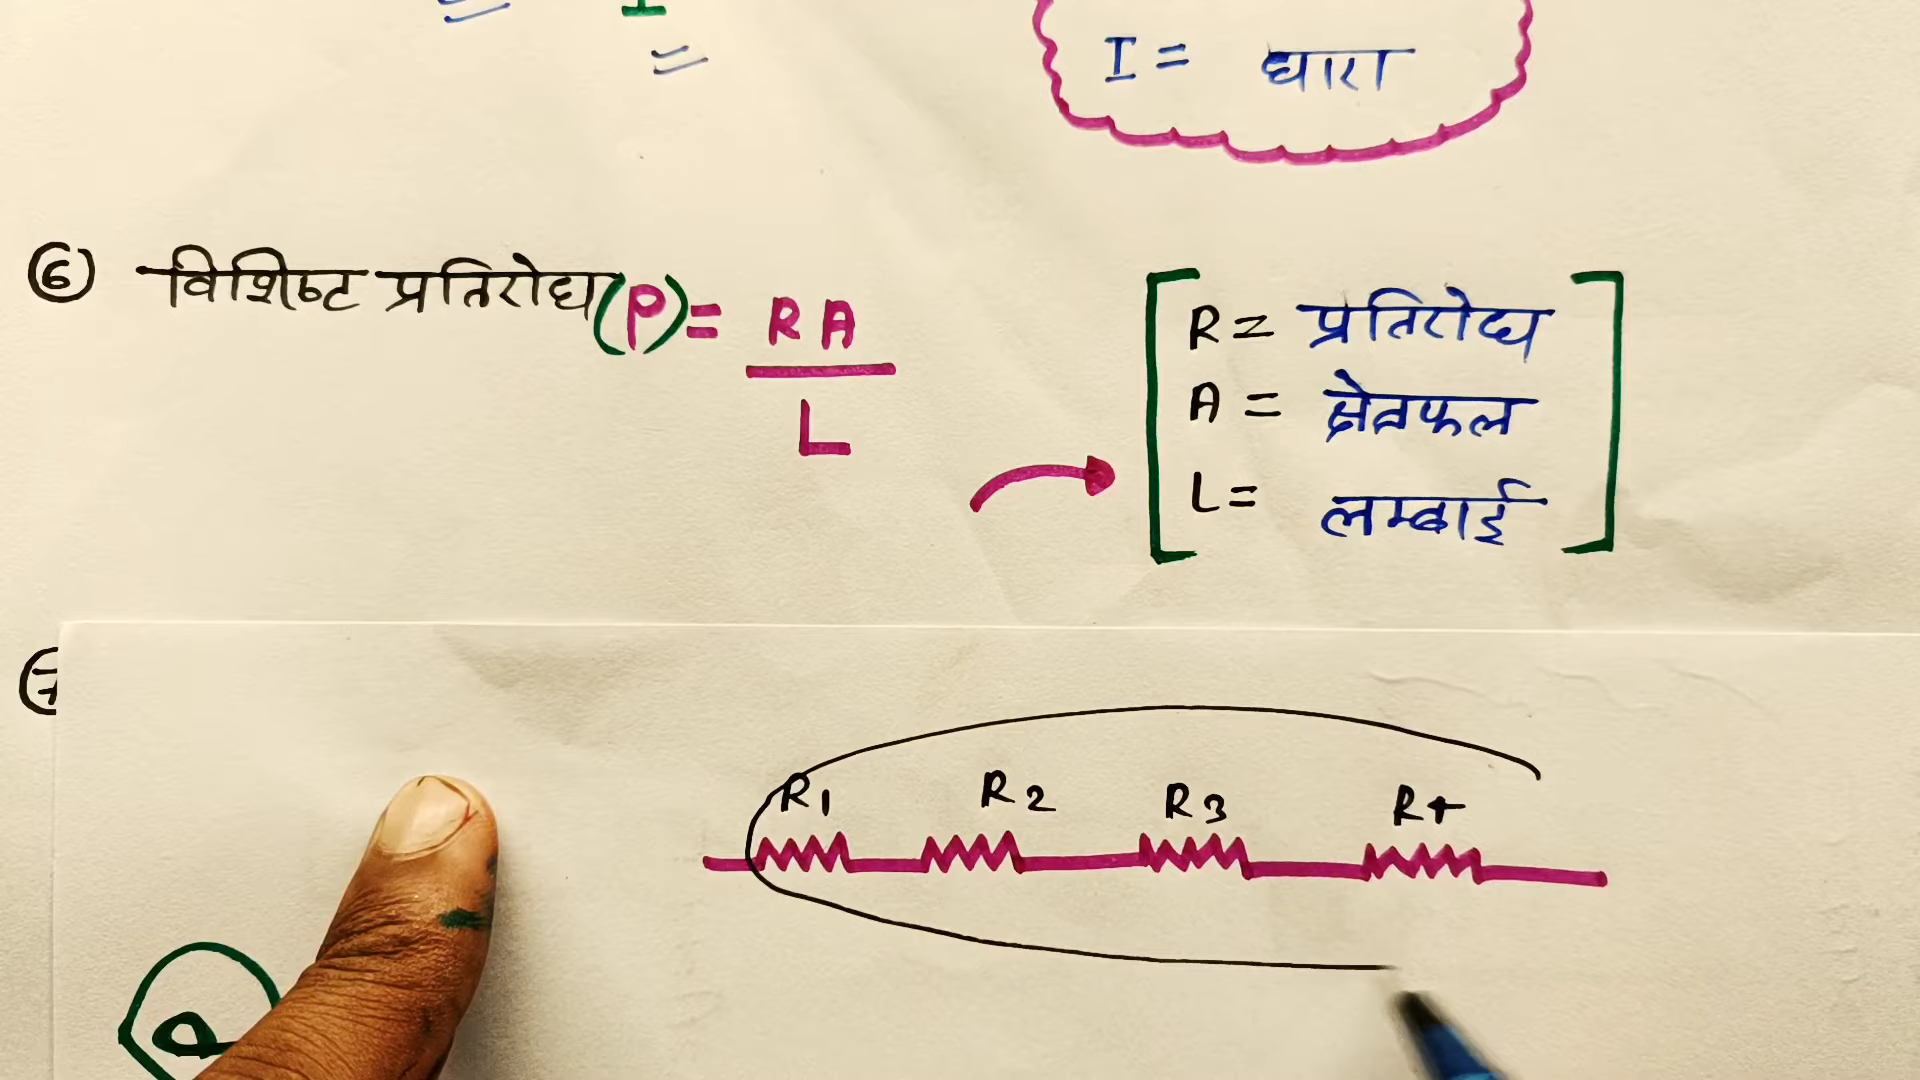 I = धारा
⑥ विशिष्ट प्रतिरोध (P) = RA / L
R = प्रतिरोध
A = क्षेत्रफल
L = लम्बाई
R1 R2 R3 R4